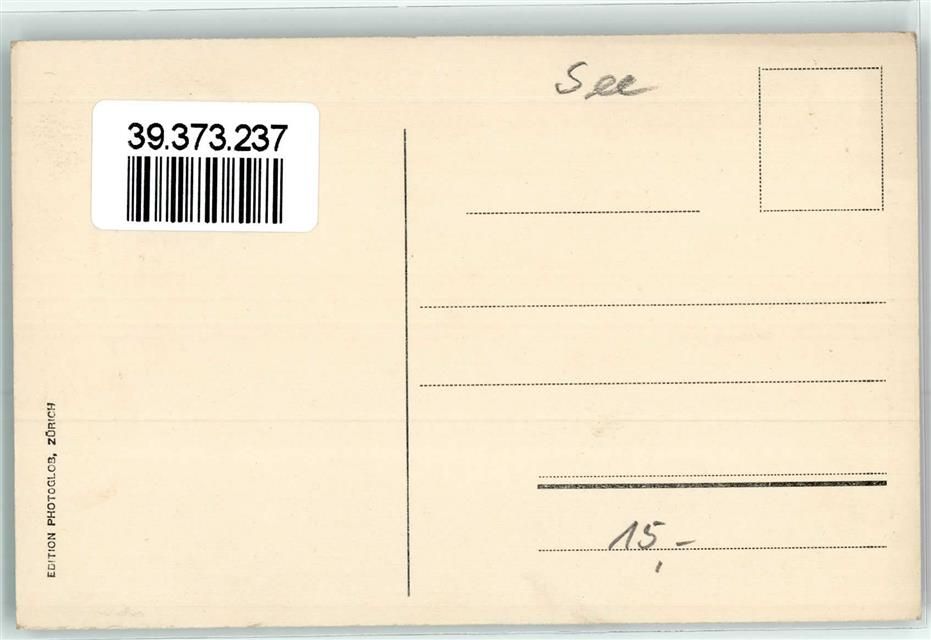 See
39.373.237
15,-
EDITION PHOTOGLOB, ZÜRICH